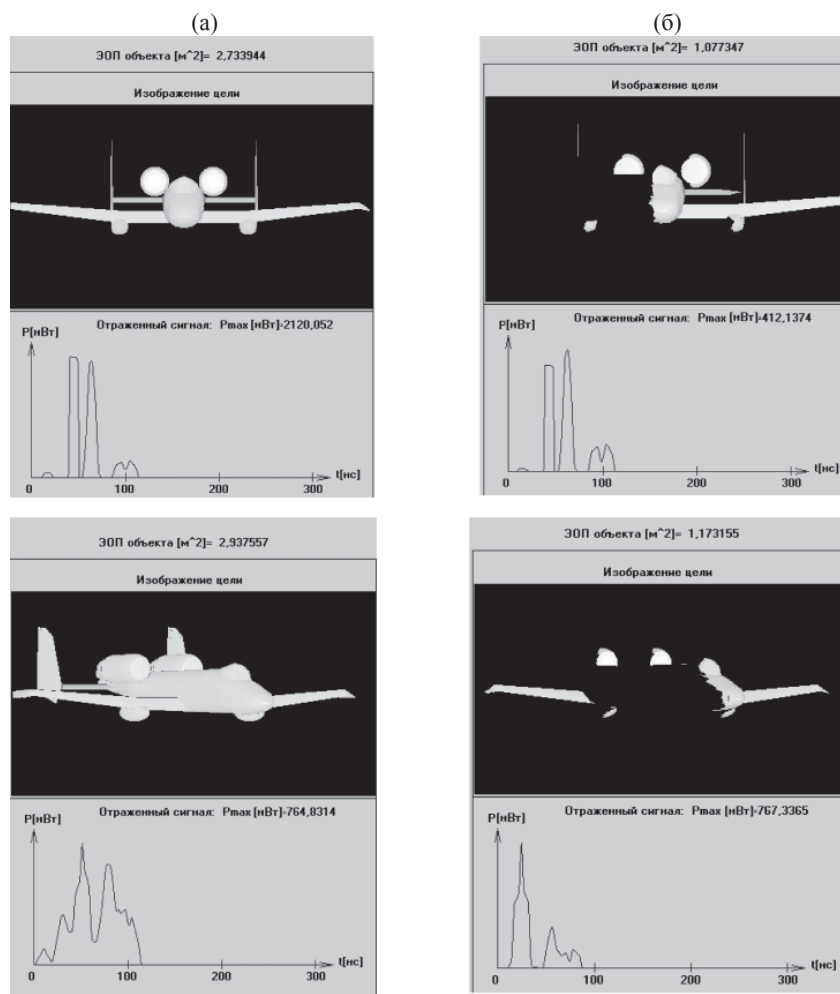 (а)
(б)
ЭОП объекта [м^2]= 2,733944
Изображение цели
Отраженный сигнал: Pmax [нВт]=2120,052
P[нВт]
0 100 200 300
t[нс]
ЭОП объекта [м^2]= 1,077347
Изображение цели
Отраженный сигнал: Pmax [нВт]=412,1374
P[нВт]
0 100 200 300
t[нс]
ЭОП объекта [м^2]= 2,937557
Изображение цели
Отраженный сигнал: Pmax [нВт]=764,8314
P[нВт]
0 100 200 300
t[нс]
ЭОП объекта [м^2]= 1,173155
Изображение цели
Отраженный сигнал: Pmax [нВт]=767,3365
P[нВт]
0 100 200 300
t[нс]